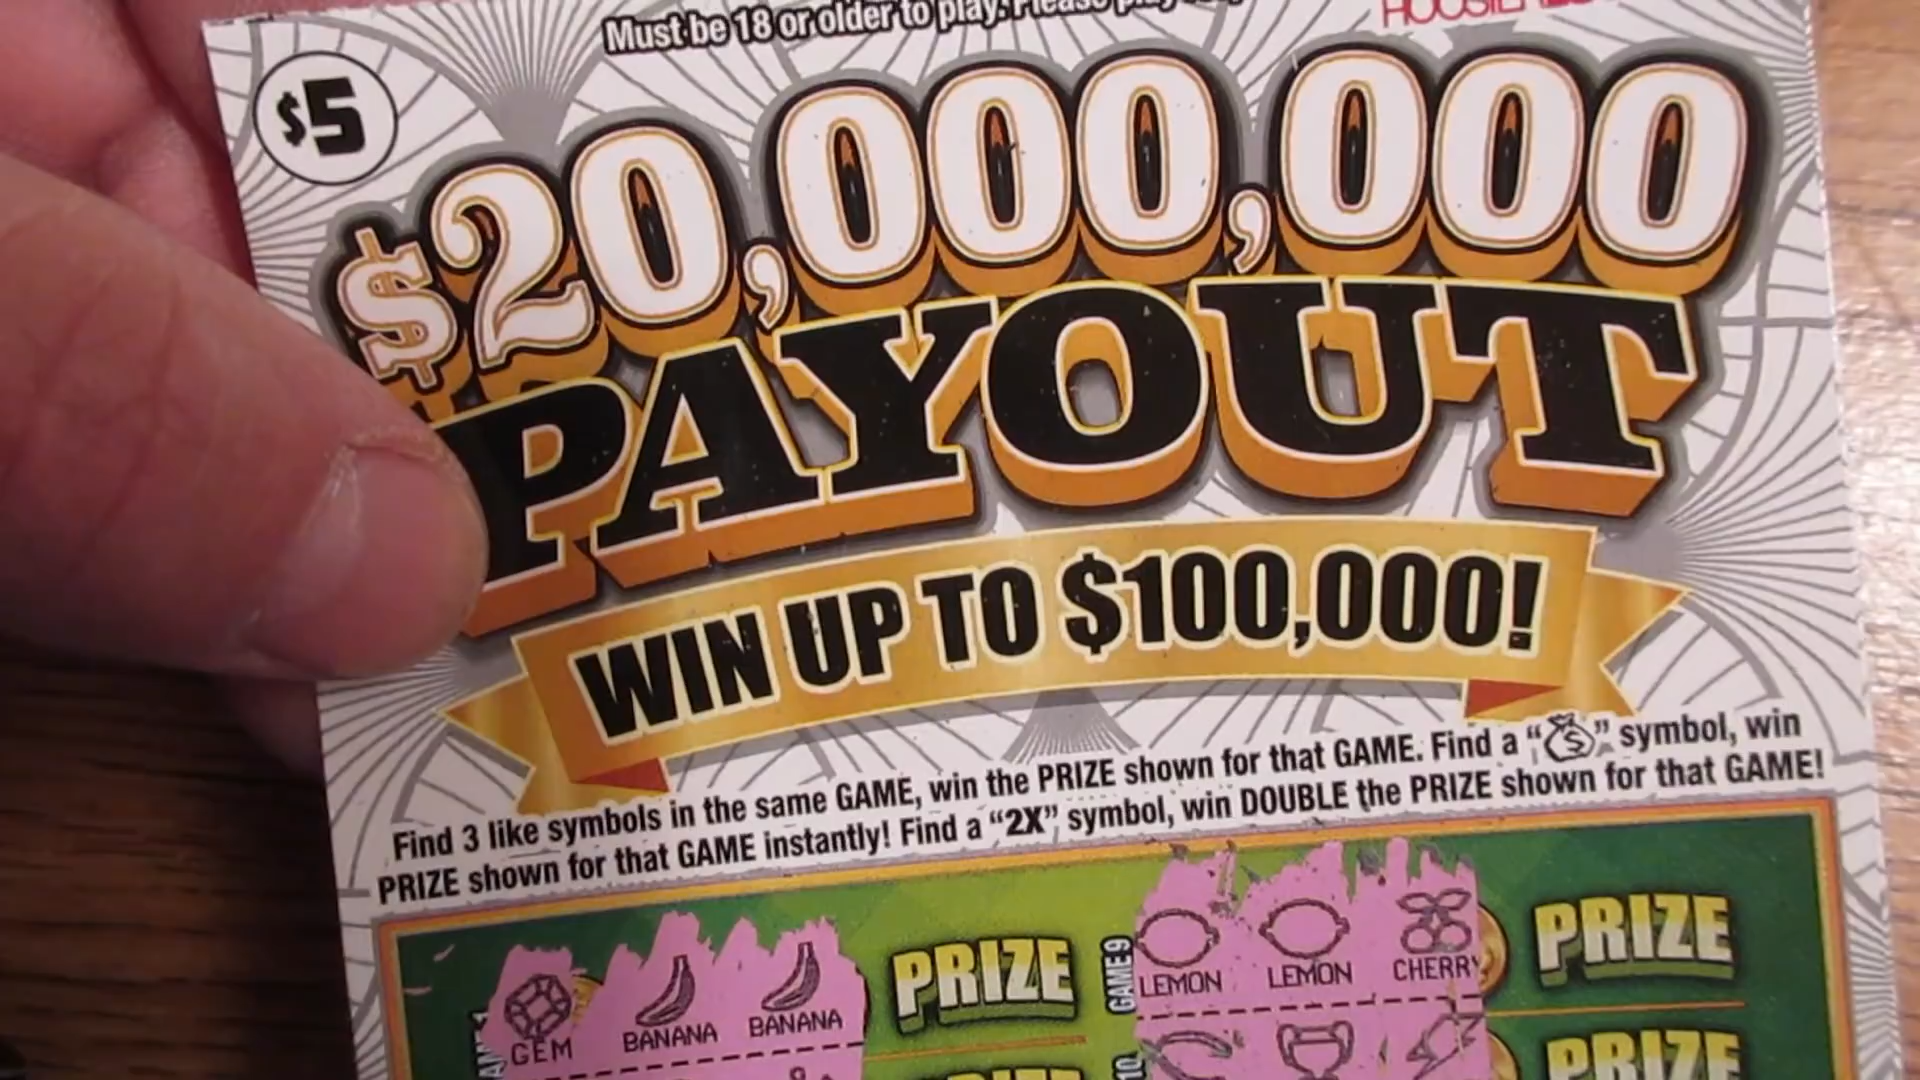 Must be 18 or older to play. Please play
$5
$20,000,000
PAYOUT
WIN UP TO $100,000!
Find 3 like symbols in the same GAME, win the PRIZE shown for that GAME. Find a “$” symbol, win
PRIZE shown for that GAME instantly! Find a “2X” symbol, win DOUBLE the PRIZE shown for that GAME!
GEM BANANA BANANA PRIZE
GAME 9 LEMON LEMON CHERRY PRIZE
10 PRIZE